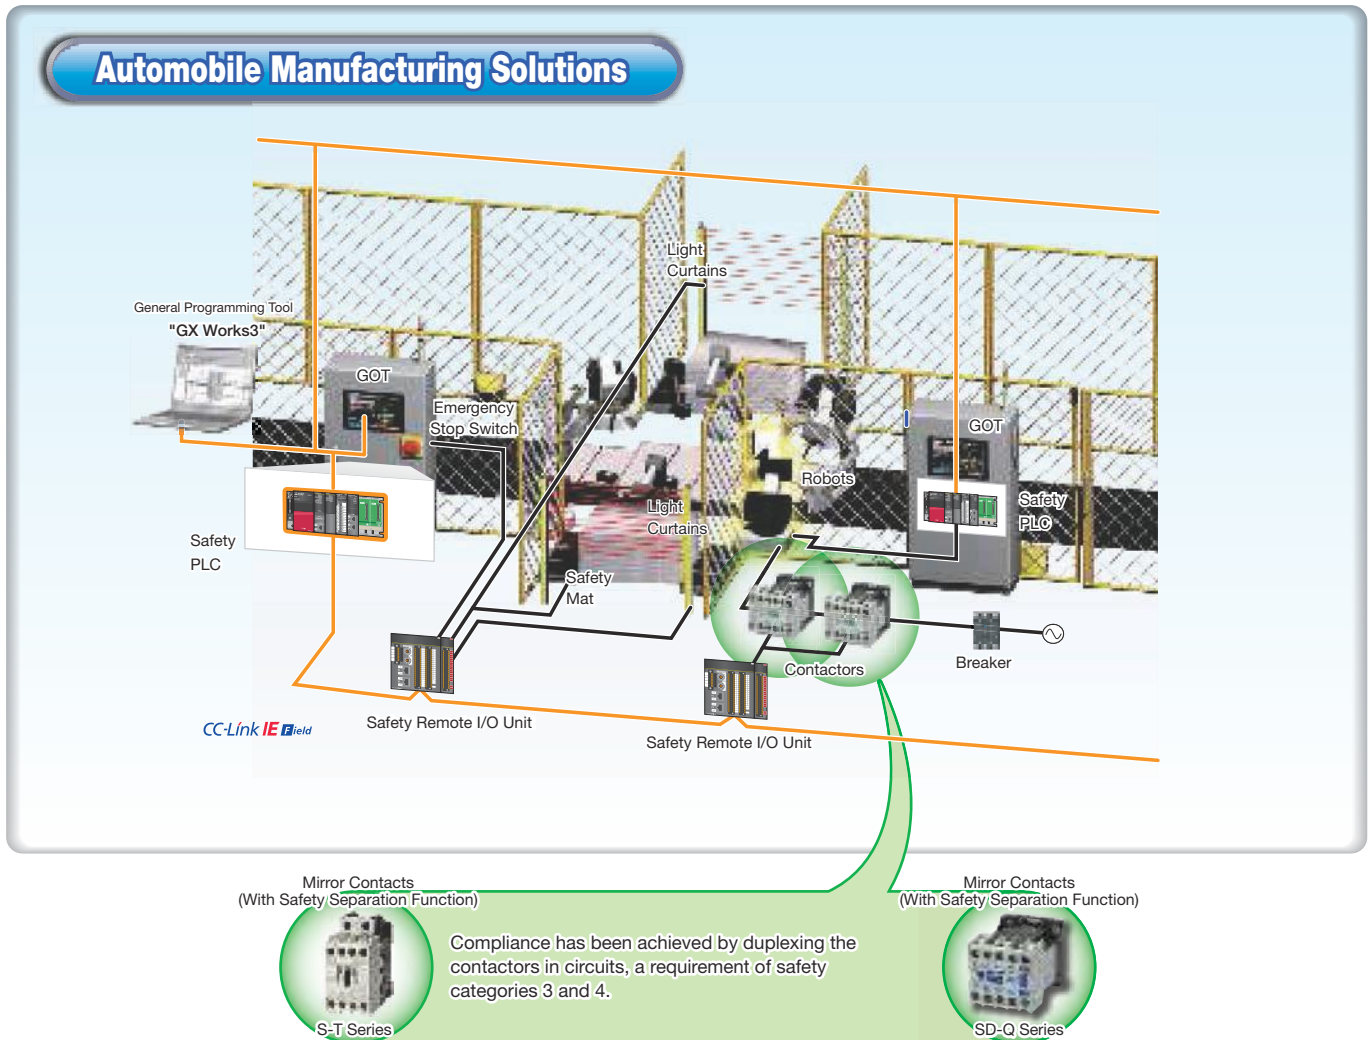 Automobile Manufacturing Solutions
Light
Curtains
General Programming Tool
"GX Works3"
GOT
Emergency
Stop Switch
GOT
Robots
Safety
PLC
Light
Curtains
Safety
PLC
Safety
Mat
Contactors
Breaker
CC-Link IE Field
Safety Remote I/O Unit
Safety Remote I/O Unit
Mirror Contacts
(With Safety Separation Function)
S-T Series
Compliance has been achieved by duplexing the
contactors in circuits, a requirement of safety
categories 3 and 4.
Mirror Contacts
(With Safety Separation Function)
SD-Q Series